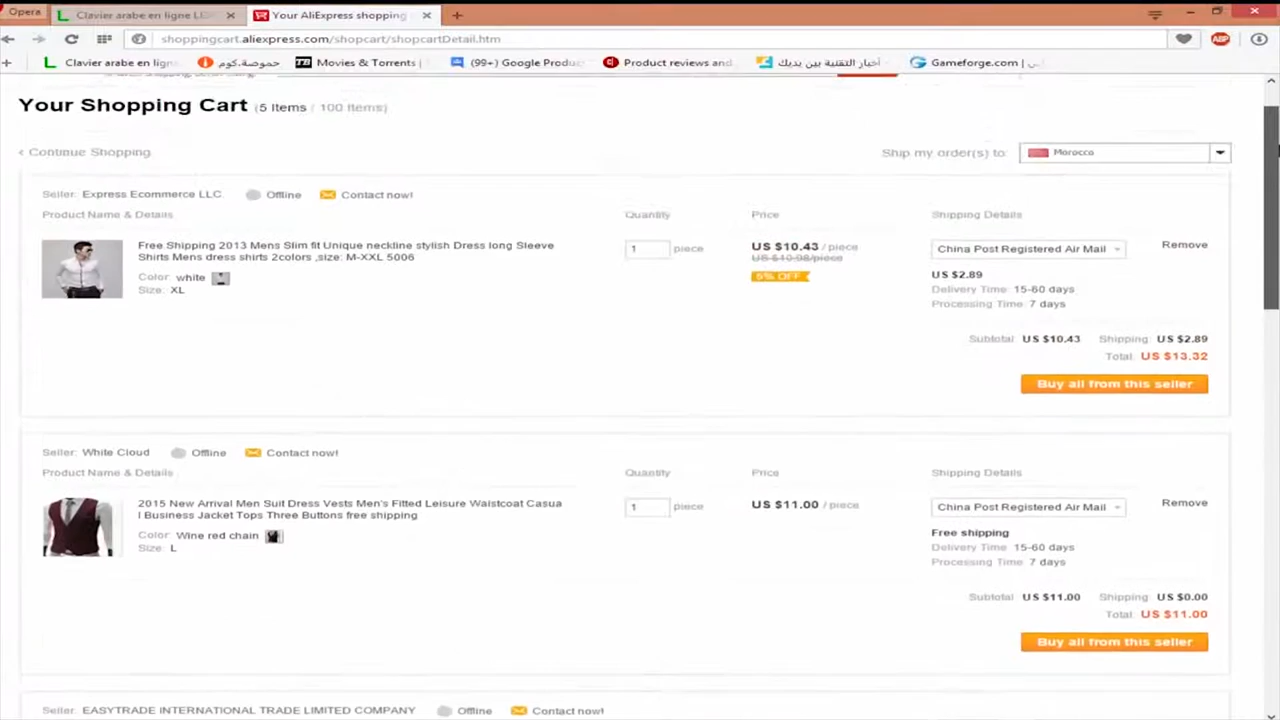 Opera
Clavier arabe en ligne LEX
Your AliExpress shopping
shoppingcart.aliexpress.com/shopcart/shopcartDetail.htm
ABP
Clavier arabe en lign
حموصة،كوم
TB Movies & Torrents
(99+) Google Produc
Product reviews and
أخبار التقنية بين يديك
Gameforge.com |
Your Shopping Cart (5 Items / 100 Items)
< Continue Shopping
Ship my order(s) to: Morocco
Seller: Express Ecommerce LLC Offline Contact now!
Product Name & Details Quantity Price Shipping Details
Free Shipping 2013 Mens Slim fit Unique neckline stylish Dress long Sleeve
Shirts Mens dress shirts 2colors ,size: M-XXL 5006
Color: white
Size: XL
1 piece
US $10.43 / piece
US $10.98/piece
5% OFF
China Post Registered Air Mail
Remove
US $2.89
Delivery Time: 15-60 days
Processing Time: 7 days
Subtotal: US $10.43 Shipping: US $2.89
Total: US $13.32
Buy all from this seller
Seller: White Cloud Offline Contact now!
Product Name & Details Quantity Price Shipping Details
2015 New Arrival Men Suit Dress Vests Men's Fitted Leisure Waistcoat Casua
l Business Jacket Tops Three Buttons free shipping
Color: Wine red chain
Size: L
1 piece
US $11.00 / piece
China Post Registered Air Mail
Remove
Free shipping
Delivery Time: 15-60 days
Processing Time: 7 days
Subtotal: US $11.00 Shipping: US $0.00
Total: US $11.00
Buy all from this seller
Seller: EASYTRADE INTERNATIONAL TRADE LIMITED COMPANY Offline Contact now!